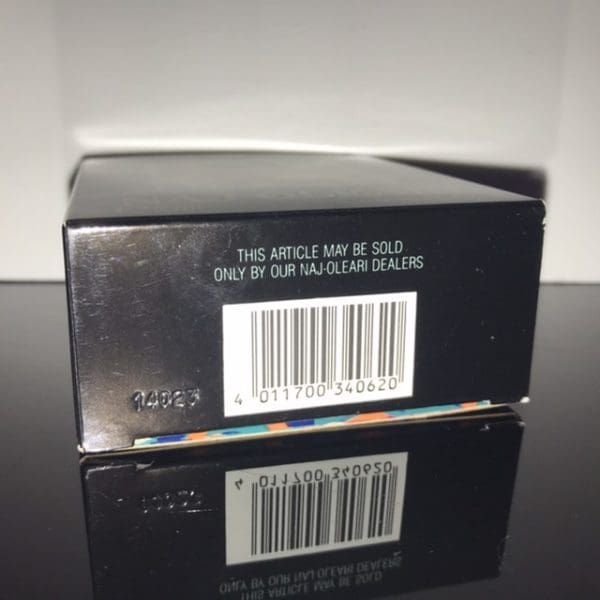 THIS ARTICLE MAY BE SOLD
ONLY BY OUR NAJ-OLEARI DEALERS
4 011700 340620
14023